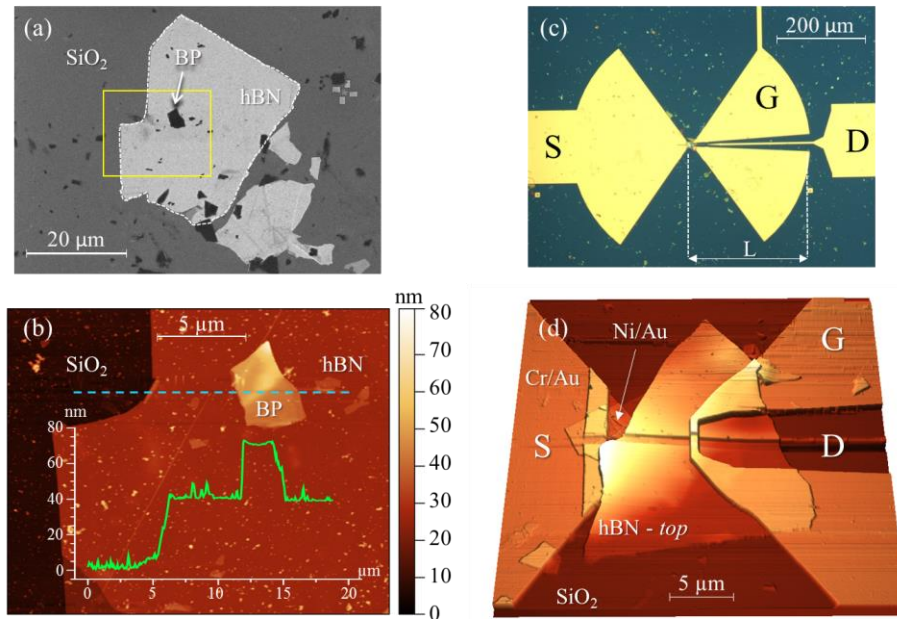 (a)
SiO₂
BP
hBN
20 μm
(c)
200 μm
S
G
D
L
(b)
5 μm
SiO₂
hBN
BP
nm
80
60
40
20
0
0 5 10 15 20
μm
nm
80
70
60
50
40
30
20
10
0
(d)
Ni/Au
Cr/Au
G
S
D
hBN - top
SiO₂
5 μm